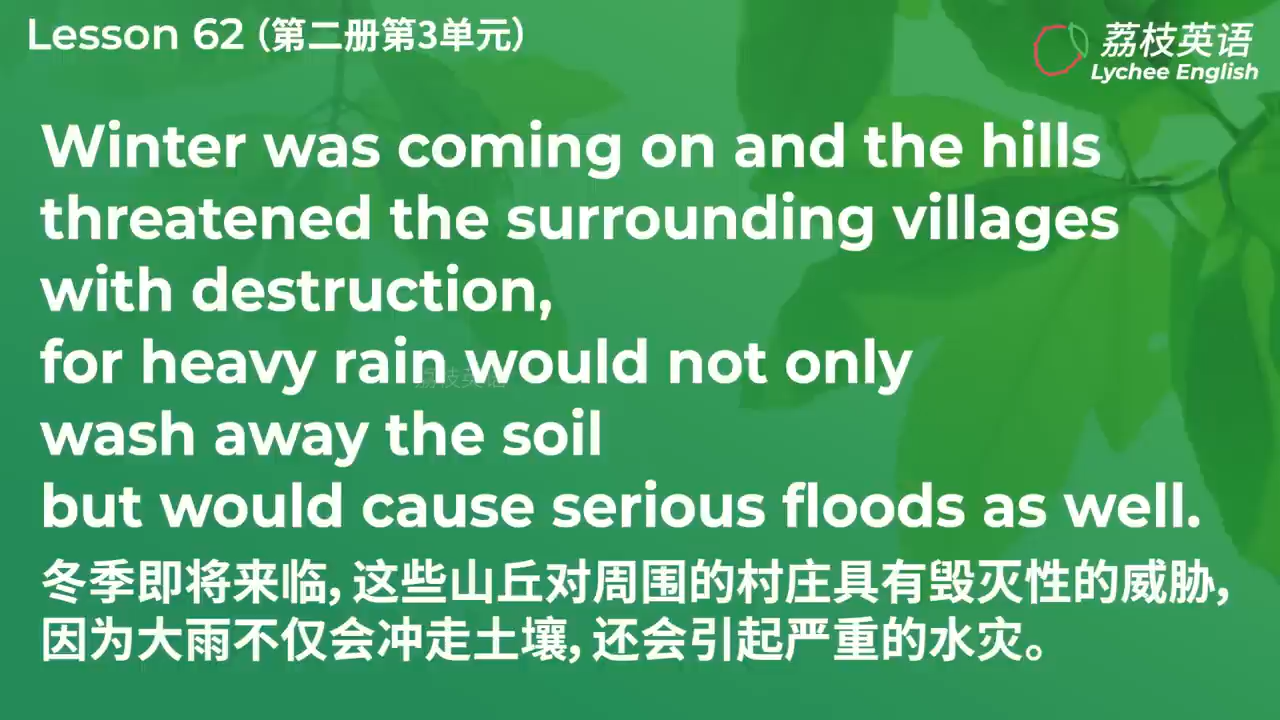 Lesson 62 (第二册第3单元)
荔枝英语
Lychee English
Winter was coming on and the hills
threatened the surrounding villages
with destruction,
for heavy rain would not only
荔枝英语
wash away the soil
but would cause serious floods as well.
冬季即将来临, 这些山丘对周围的村庄具有毁灭性的威胁,
因为大雨不仅会冲走土壤, 还会引起严重的水灾。